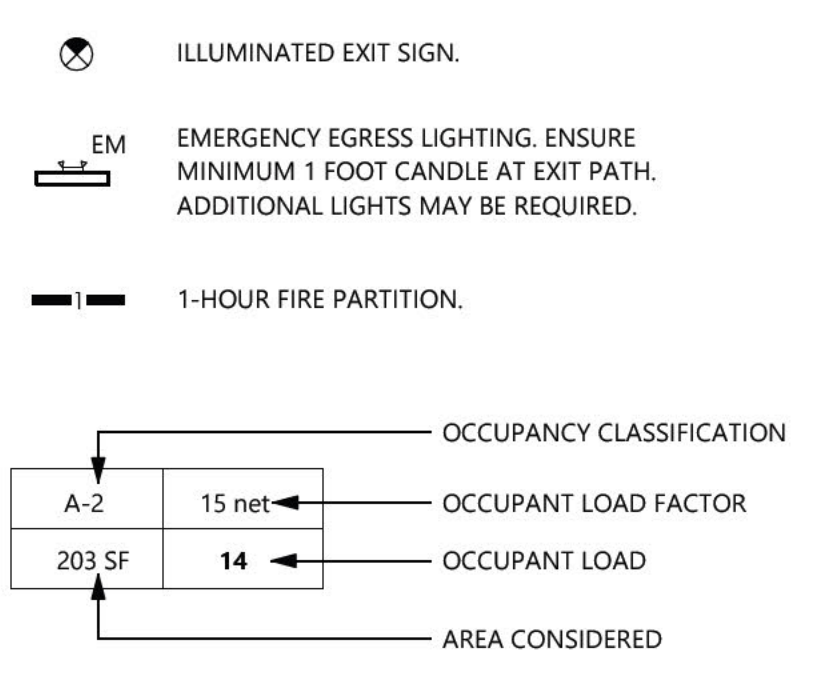 ILLUMINATED EXIT SIGN.
EM
EMERGENCY EGRESS LIGHTING. ENSURE
MINIMUM 1 FOOT CANDLE AT EXIT PATH.
ADDITIONAL LIGHTS MAY BE REQUIRED.
1
1-HOUR FIRE PARTITION.
OCCUPANCY CLASSIFICATION
A-2
15 net
OCCUPANT LOAD FACTOR
203 SF
14
OCCUPANT LOAD
AREA CONSIDERED